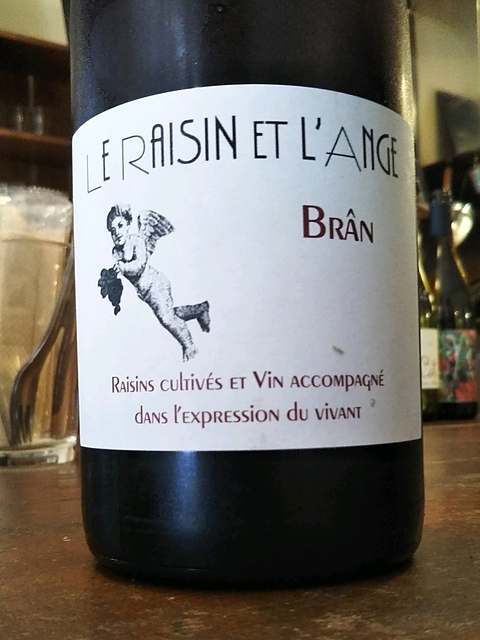 LE RAISIN ET L'ANGE
BRÂN
RAISINS CULTIVÉS ET VIN ACCOMPAGNÉ
DANS L'EXPRESSION DU VIVANT